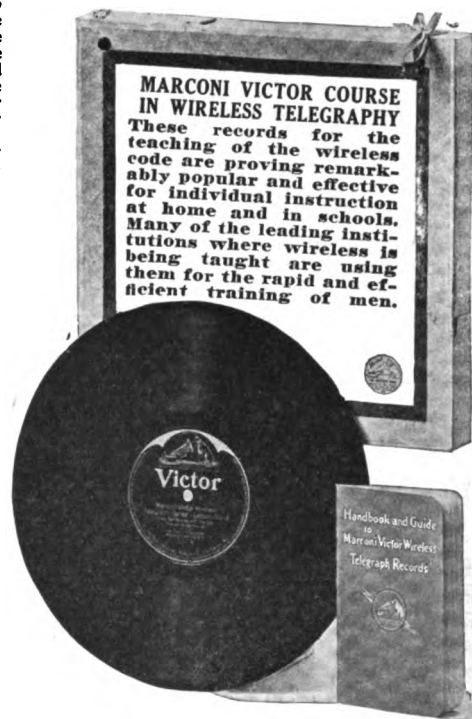 MARCONI VICTOR COURSE
IN WIRELESS TELEGRAPHY
These records for the
teaching of the wireless
code are proving remark-
ably popular and effective
for individual instruction
at home and in schools.
Many of the leading insti-
tutions where wireless is
being taught are using
them for the rapid and ef-
ficient training of men.
Victor
Handbook and Guide
to
Marconi Victor Wireless
Telegraph Records